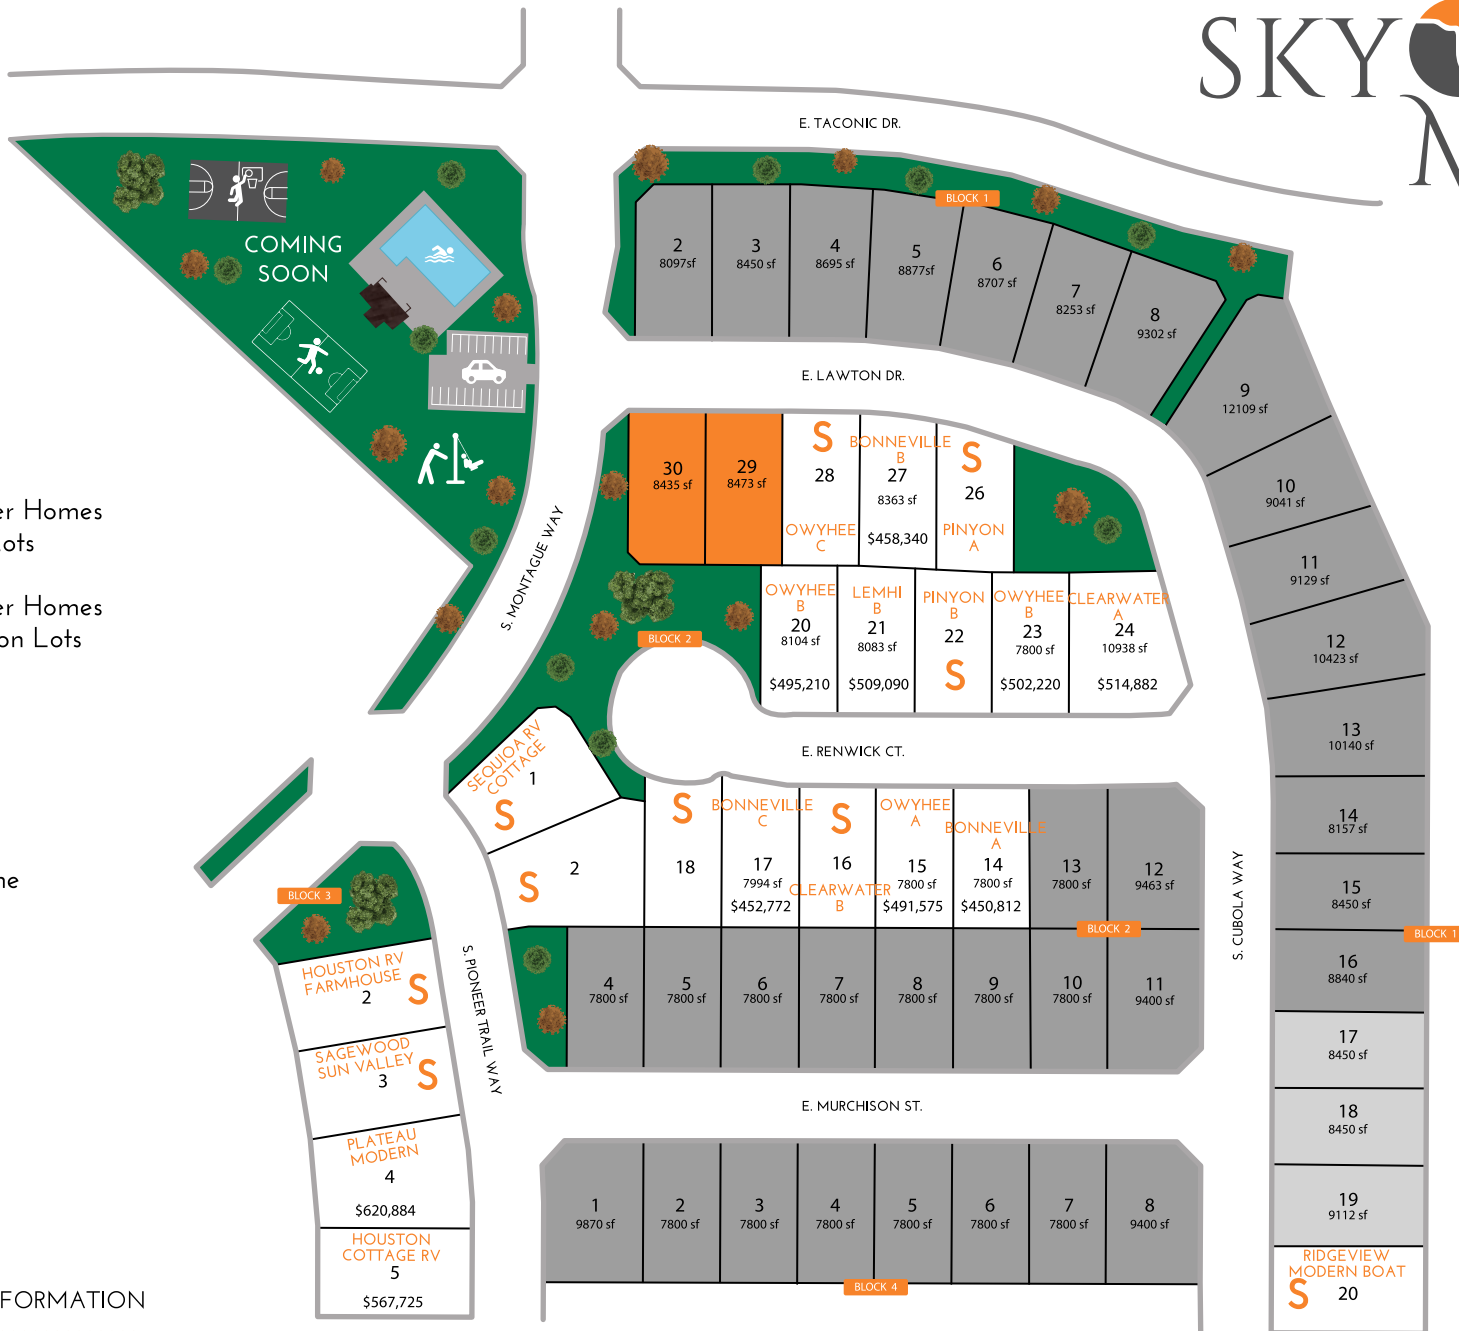 SKY
M
E. TACONIC DR.
BLOCK 1
COMING
SOON
2
8097 sf
3
8450 sf
4
8695 sf
5
8877sf
6
8707 sf
7
8253 sf
8
9302 sf
E. LAWTON DR.
9
12109 sf
10
9041 sf
11
9129 sf
12
10423 sf
13
10140 sf
14
8157 sf
15
8450 sf
BLOCK 1
16
8840 sf
17
8450 sf
18
8450 sf
19
9112 sf
RIDGEVIEW
MODERN BOAT
S
20
30
8435 sf
29
8473 sf
S
28
OWYHEE
C
BONNEVILLE
B
27
8363 sf
$458,340
S
26
PINYON
A
er Homes
ots
er Homes
on Lots
S. MONTAGUE WAY
BLOCK 2
OWYHEE
B
20
8104 sf
$495,210
LEMHI
B
21
8083 sf
$509,090
PINYON
B
22
S
OWYHEE
B
23
7800 sf
$502,220
CLEARWATER
A
24
10938 sf
$514,882
E. RENWICK CT.
SEQUIOA RV
COTTAGE
1
S
2
S
S
18
BONNEVILLE
C
17
7994 sf
$452,772
S
16
CLEARWATER
B
OWYHEE
A
15
7800 sf
$491,575
BONNEVILLE
A
14
7800 sf
$450,812
13
7800 sf
12
9463 sf
BLOCK 2
S. CUBOLA WAY
ne
BLOCK 3
4
7800 sf
5
7800 sf
6
7800 sf
7
7800 sf
8
7800 sf
9
7800 sf
10
7800 sf
11
9400 sf
S. PIONEER TRAIL WAY
HOUSTON RV
FARMHOUSE
2
S
SAGEWOOD
SUN VALLEY
3
S
PLATEAU
MODERN
4
$620,884
HOUSTON
COTTAGE RV
5
$567,725
E. MURCHISON ST.
1
9870 sf
2
7800 sf
3
7800 sf
4
7800 sf
5
7800 sf
6
7800 sf
7
7800 sf
8
9400 sf
BLOCK 4
FORMATION